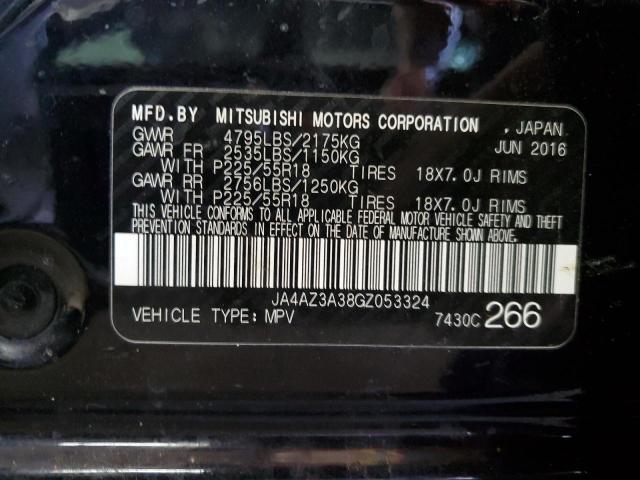 MFD.BY MITSUBISHI MOTORS CORPORATION , JAPAN
GVWR 4795LBS/2175KG JUN 2016
GAWR FR 2535LBS/1150KG
WITH P225/55R18 TIRES 18X7.0J RIMS
GAWR RR 2756LBS/1250KG
WITH P225/55R18 TIRES 18X7.0J RIMS
THIS VEHICLE CONFORMS TO ALL APPLICABLE FEDERAL MOTOR VEHICLE SAFETY AND THEFT
PREVENTION STANDARDS IN EFFECT ON THE DATE OF MANUFACTURE SHOWN ABOVE.
JA4AZ3A38GZ053324
VEHICLE TYPE: MPV 7430C 266